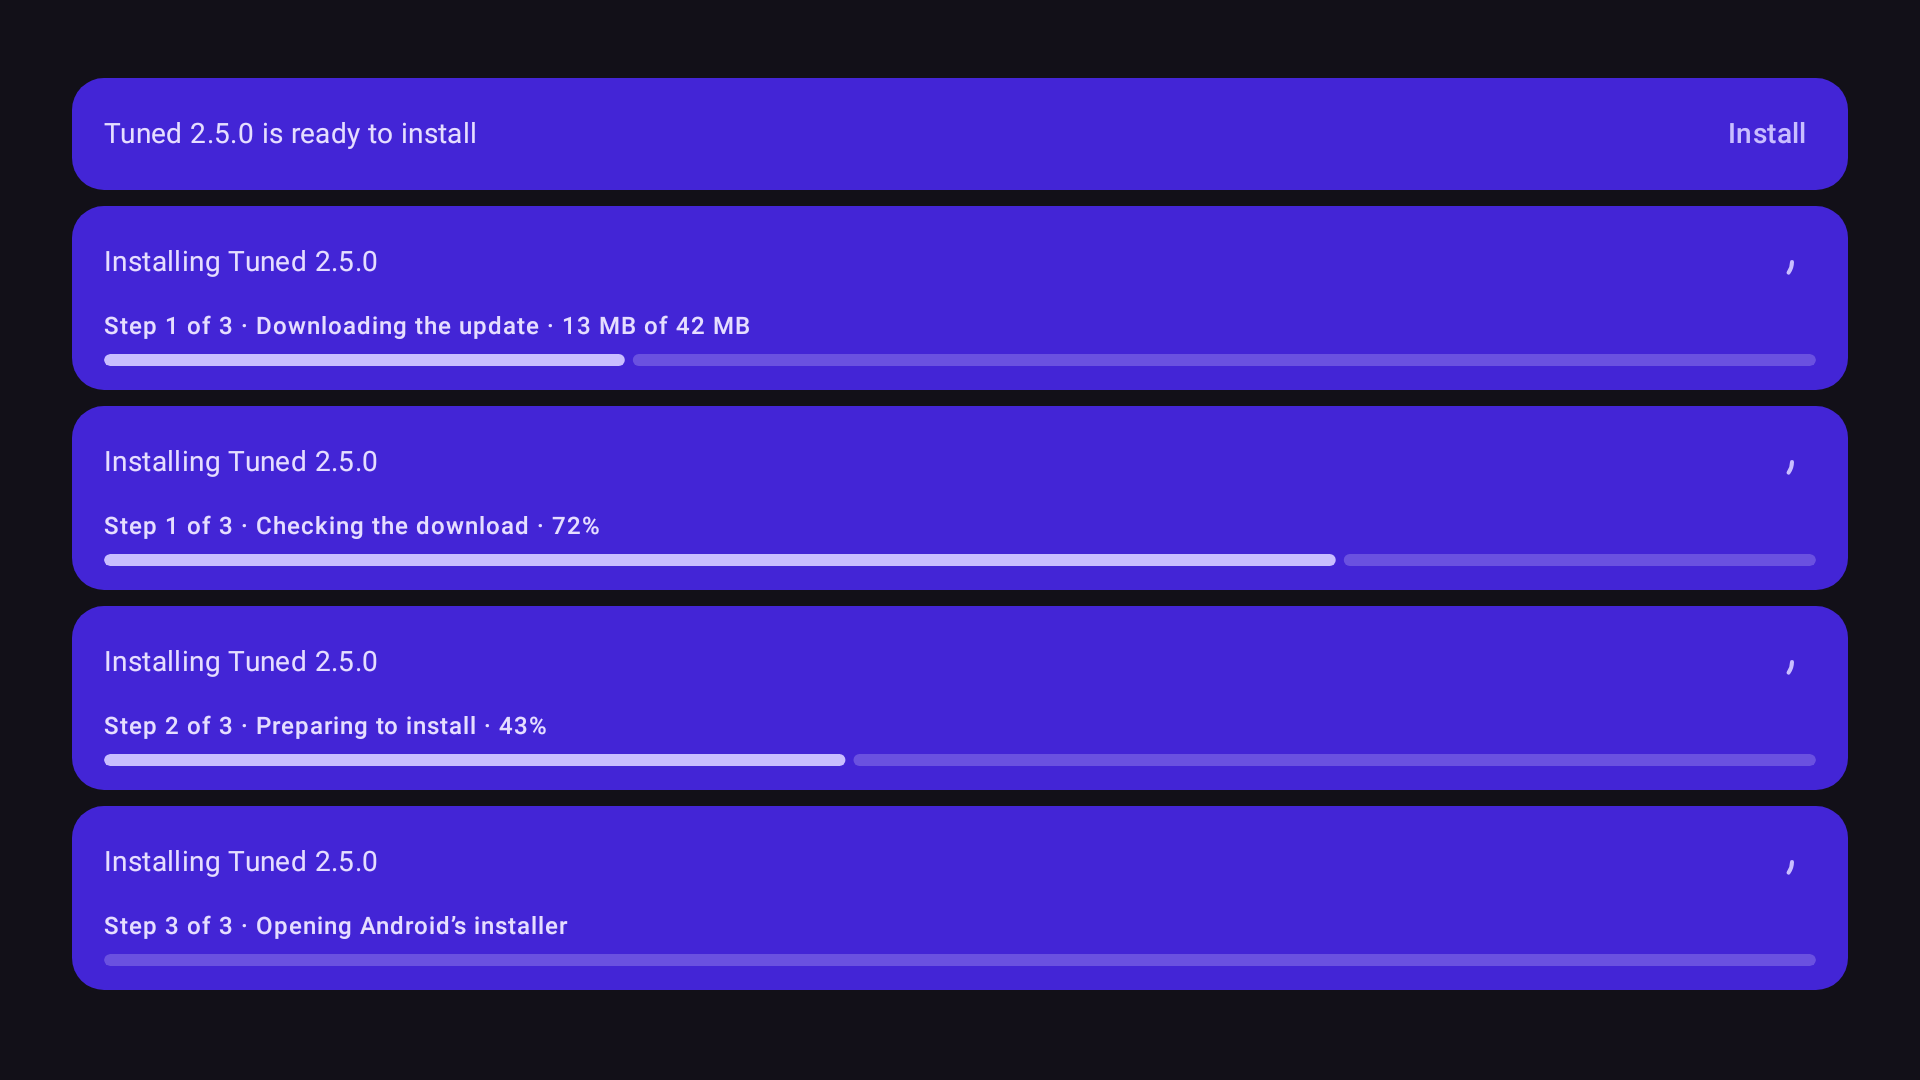 Tuned 2.5.0 is ready to install
Install
Installing Tuned 2.5.0
Step 1 of 3 · Downloading the update · 13 MB of 42 MB
Installing Tuned 2.5.0
Step 1 of 3 · Checking the download · 72%
Installing Tuned 2.5.0
Step 2 of 3 · Preparing to install · 43%
Installing Tuned 2.5.0
Step 3 of 3 · Opening Android’s installer